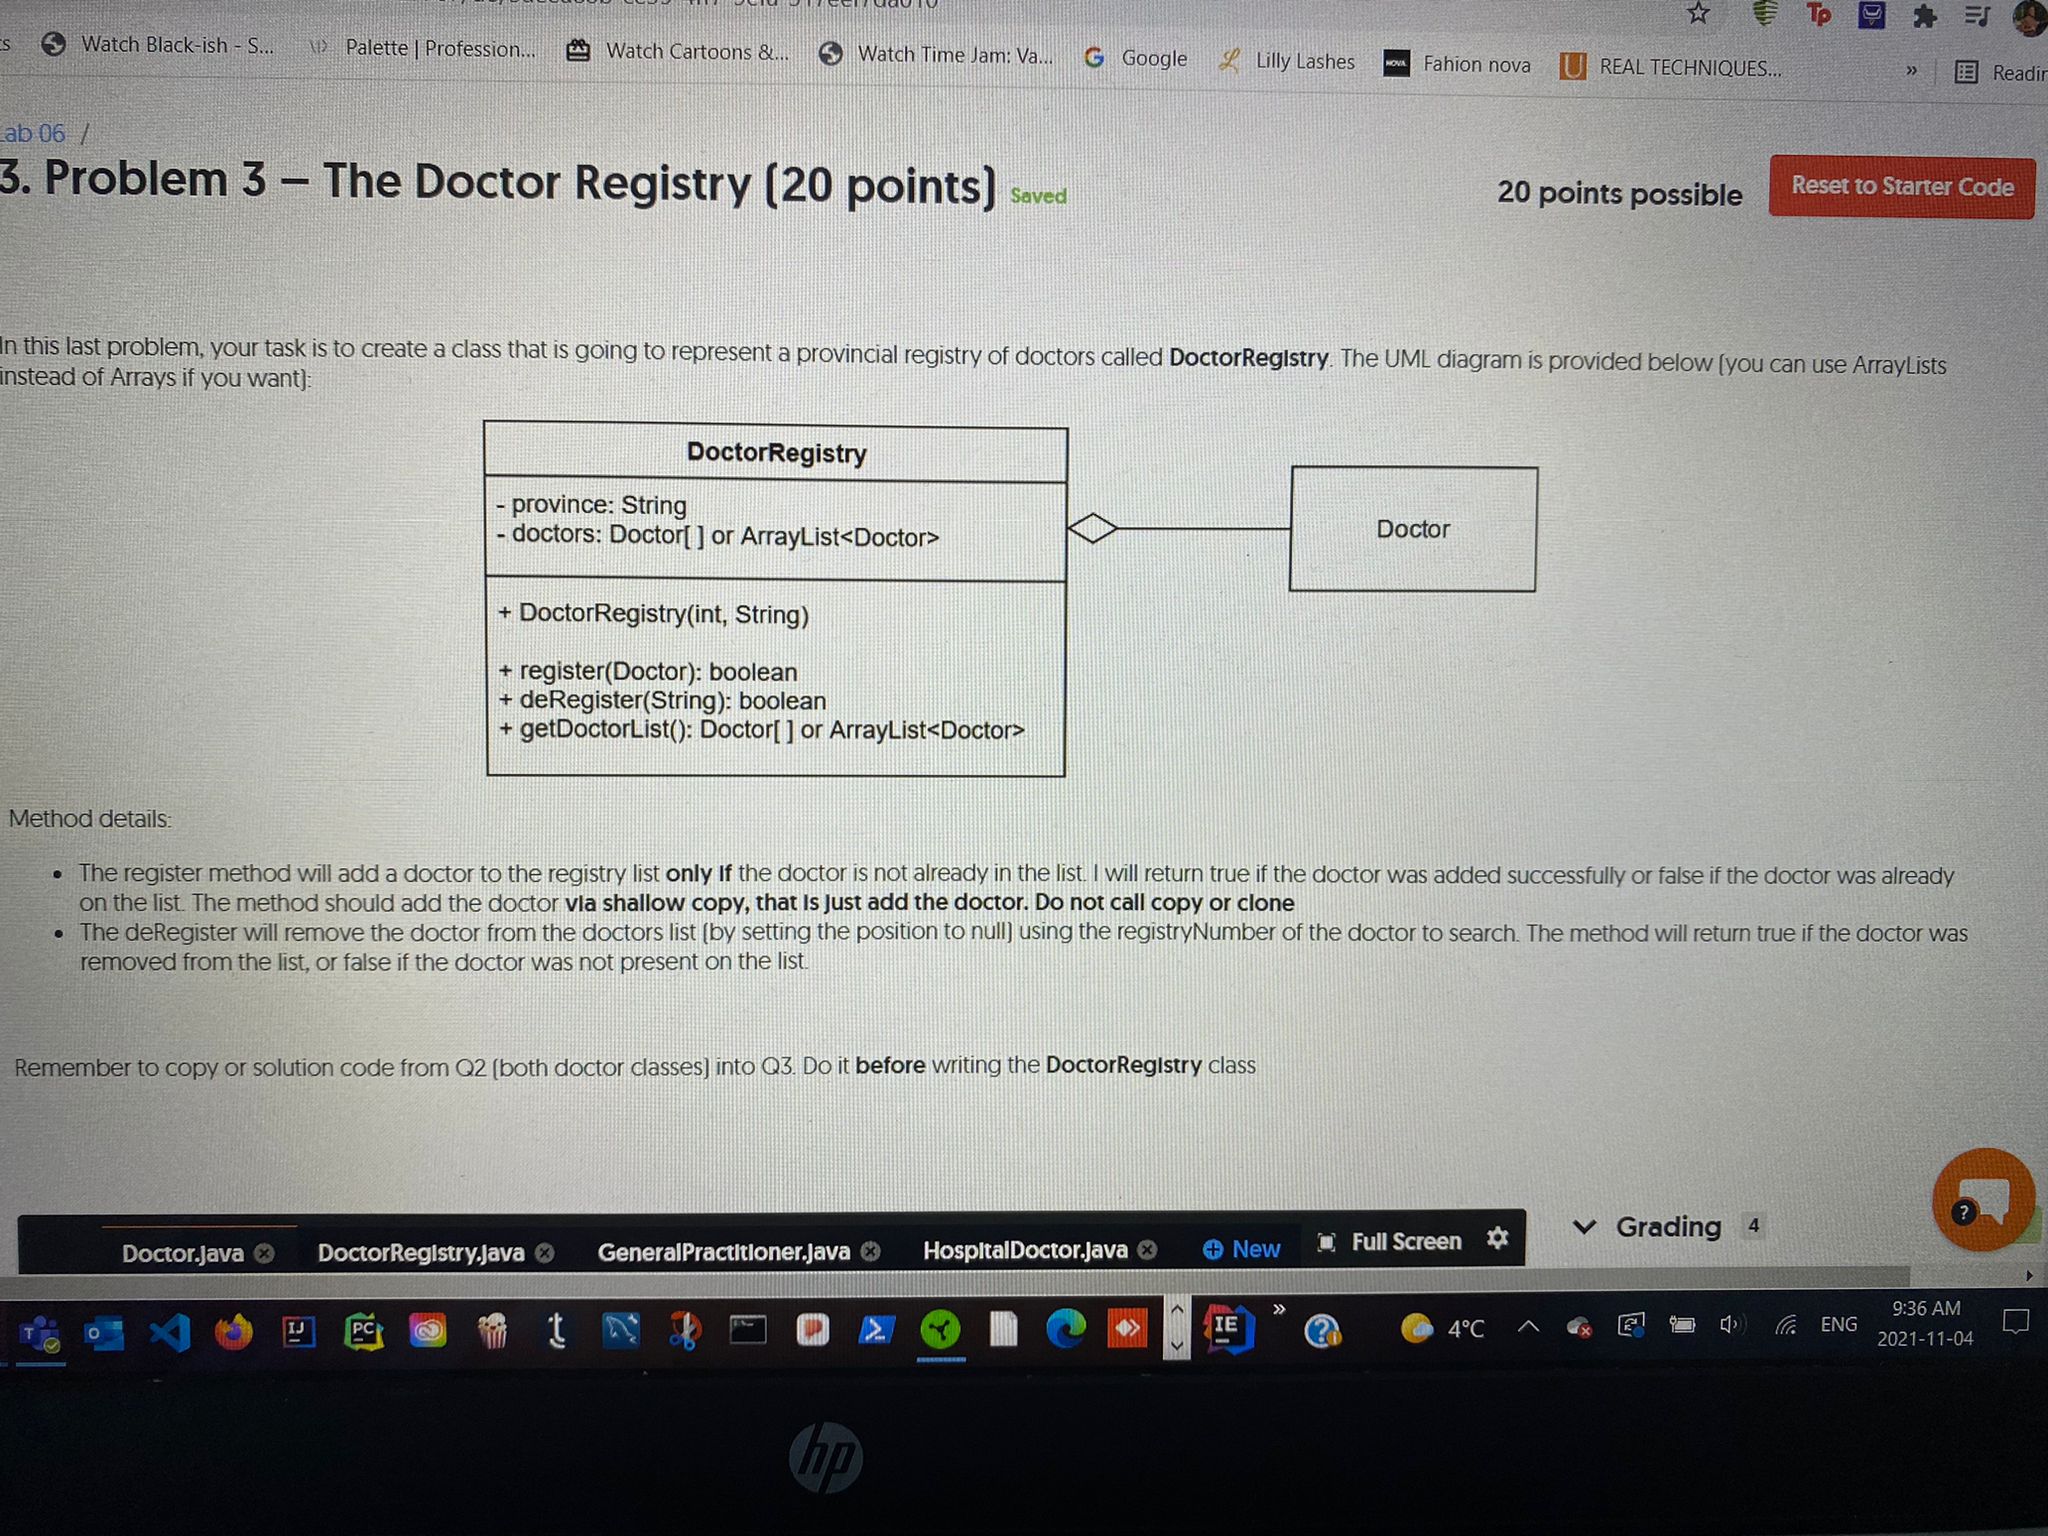 Watch Black-ish - S... Palette | Profession... Watch Cartoons &... Watch Time Jam: Va... Google Lilly Lashes NOVA Fahion nova REAL TECHNIQUES... » Readin
Tp
Lab 06 /
3. Problem 3 – The Doctor Registry (20 points) Saved
20 points possible Reset to Starter Code
In this last problem, your task is to create a class that is going to represent a provincial registry of doctors called DoctorRegistry. The UML diagram is provided below (you can use ArrayLists
instead of Arrays if you want):
DoctorRegistry
- province: String
- doctors: Doctor[ ] or ArrayList<Doctor>
+ DoctorRegistry(int, String)
+ register(Doctor): boolean
+ deRegister(String): boolean
+ getDoctorList(): Doctor[ ] or ArrayList<Doctor>
Doctor
Method details:
• The register method will add a doctor to the registry list only if the doctor is not already in the list. I will return true if the doctor was added successfully or false if the doctor was already
on the list. The method should add the doctor via shallow copy, that is just add the doctor. Do not call copy or clone
• The deRegister will remove the doctor from the doctors list (by setting the position to null) using the registryNumber of the doctor to search. The method will return true if the doctor was
removed from the list, or false if the doctor was not present on the list.
Remember to copy or solution code from Q2 (both doctor classes) into Q3. Do it before writing the DoctorRegistry class
Doctor.java DoctorRegistry.java GeneralPractitioner.java HospitalDoctor.java New Full Screen
Grading 4
IJ PC IE 4°C ENG 9:36 AM
2021-11-04
hp